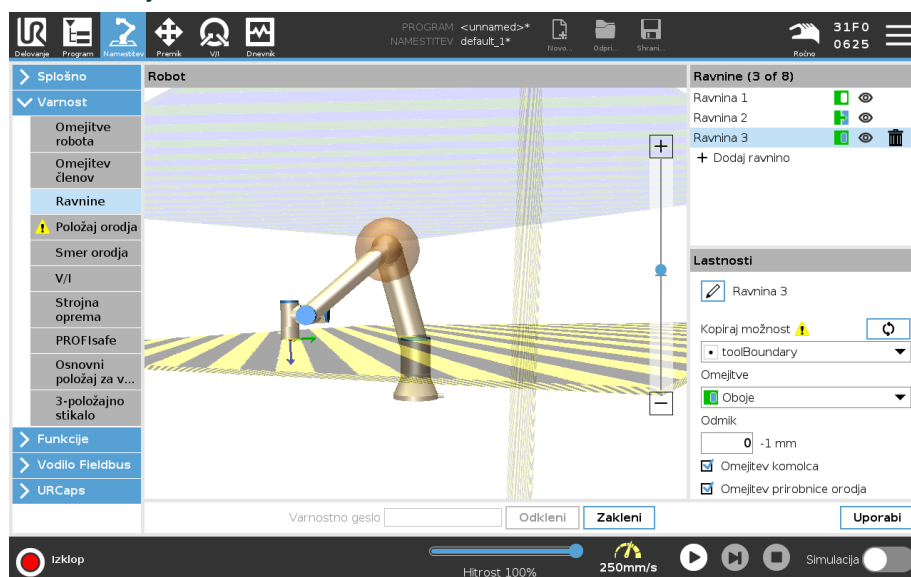 PROGRAM <unnamed>*
NAMESTITEV default_1*
Delovanje
Program
Namestitev
Premik
V/I
Dnevnik
Novo...
Odpri...
Shrani...
Ročno
31F0
0625
Splošno
Varnost
Omejitve
robota
Omejitev
členov
Ravnine
Položaj orodja
Smer orodja
V/I
Strojna
oprema
PROFIsafe
Osnovni
položaj za v...
3-položajno
stikalo
Funkcije
Vodilo Fieldbus
URCaps
Robot
Ravnine (3 of 8)
Ravnina 1
Ravnina 2
Ravnina 3
+ Dodaj ravnino
Lastnosti
Ravnina 3
Kopiraj možnost
toolBoundary
Omejitve
Oboje
Odmik
0 -1 mm
Omejitev komolca
Omejitev prirobnice orodja
Varnostno geslo
Odkleni
Zakleni
Uporabi
Izklop
Hitrost 100%
250mm/s
Simulacija